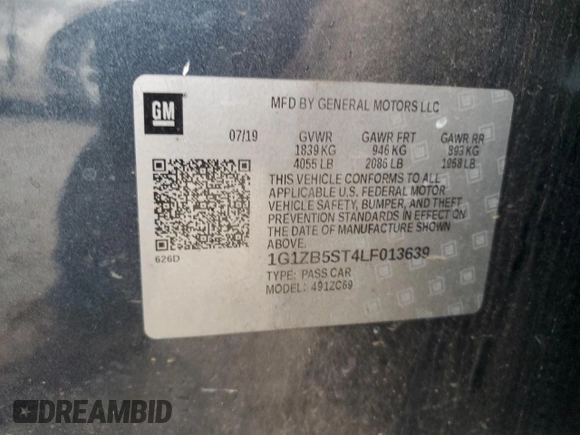 GM
MFD BY GENERAL MOTORS LLC
07/19 GVWR GAWR FRT GAWR RR
1839 KG 946 KG 893 KG
4055 LB 2086 LB 1968 LB
THIS VEHICLE CONFORMS TO ALL
APPLICABLE U.S. FEDERAL MOTOR
VEHICLE SAFETY, BUMPER, AND THEFT
PREVENTION STANDARDS IN EFFECT ON
THE DATE OF MANUFACTURE SHOWN
ABOVE.
626D
1G1ZB5ST4LF013639
TYPE: PASS CAR
MODEL: 491ZC69
DREAMBID